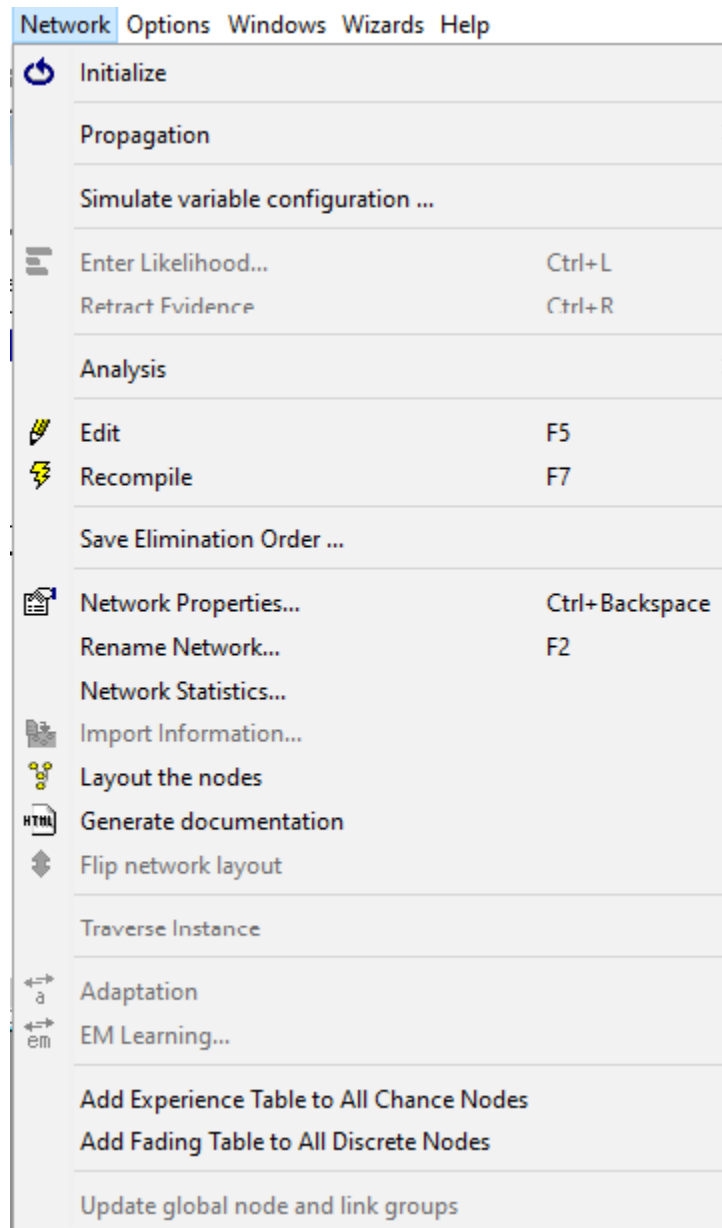 Network Options Windows Wizards Help
Initialize
Propagation
Simulate variable configuration ...
Enter Likelihood... Ctrl+L
Retract Evidence Ctrl+R
Analysis
Edit F5
Recompile F7
Save Elimination Order ...
Network Properties... Ctrl+Backspace
Rename Network... F2
Network Statistics...
Import Information...
Layout the nodes
HTML Generate documentation
Flip network layout
Traverse Instance
a Adaptation
em EM Learning...
Add Experience Table to All Chance Nodes
Add Fading Table to All Discrete Nodes
Update global node and link groups